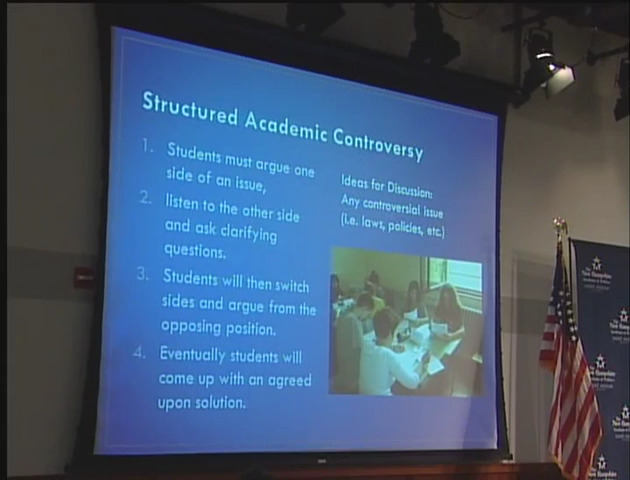 Structured Academic Controversy
1. Students must argue one
side of an issue,
2. listen to the other side
and ask clarifying
questions.
3. Students will then switch
sides and argue from the
opposing position.
4. Eventually students will
come up with an agreed
upon solution.
Ideas for Discussion:
Any controversial issue
(i.e. laws, policies, etc.)
New Hampshire